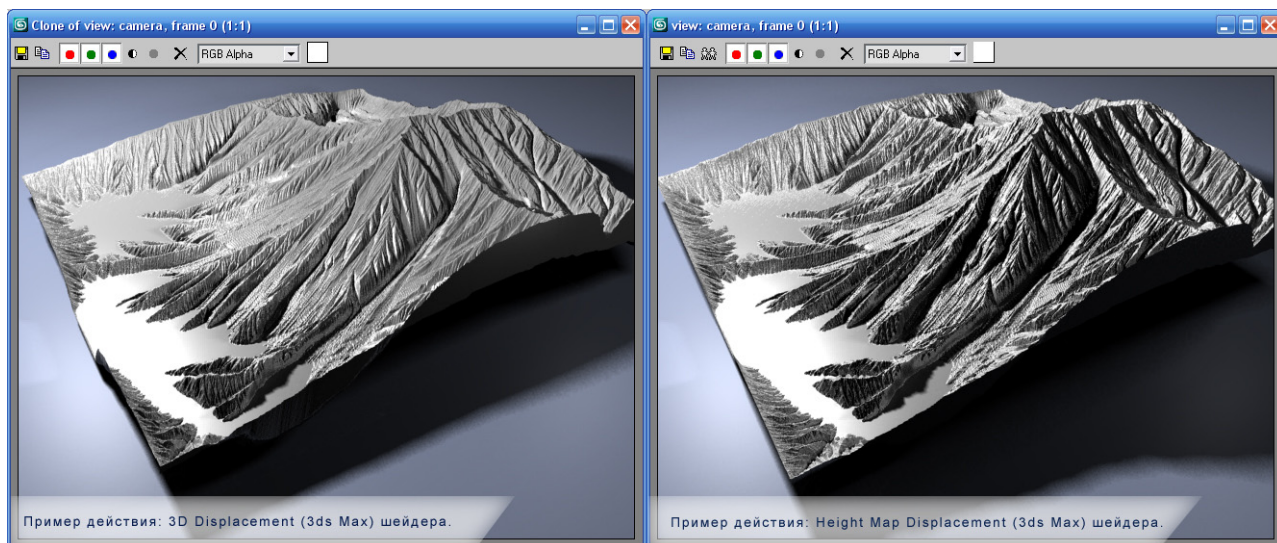 Clone of view: camera, frame 0 (1:1)
RGB Alpha
Пример действия: 3D Displacement (3ds Max) шейдера.
view: camera, frame 0 (1:1)
RGB Alpha
Пример действия: Height Map Displacement (3ds Max) шейдера.